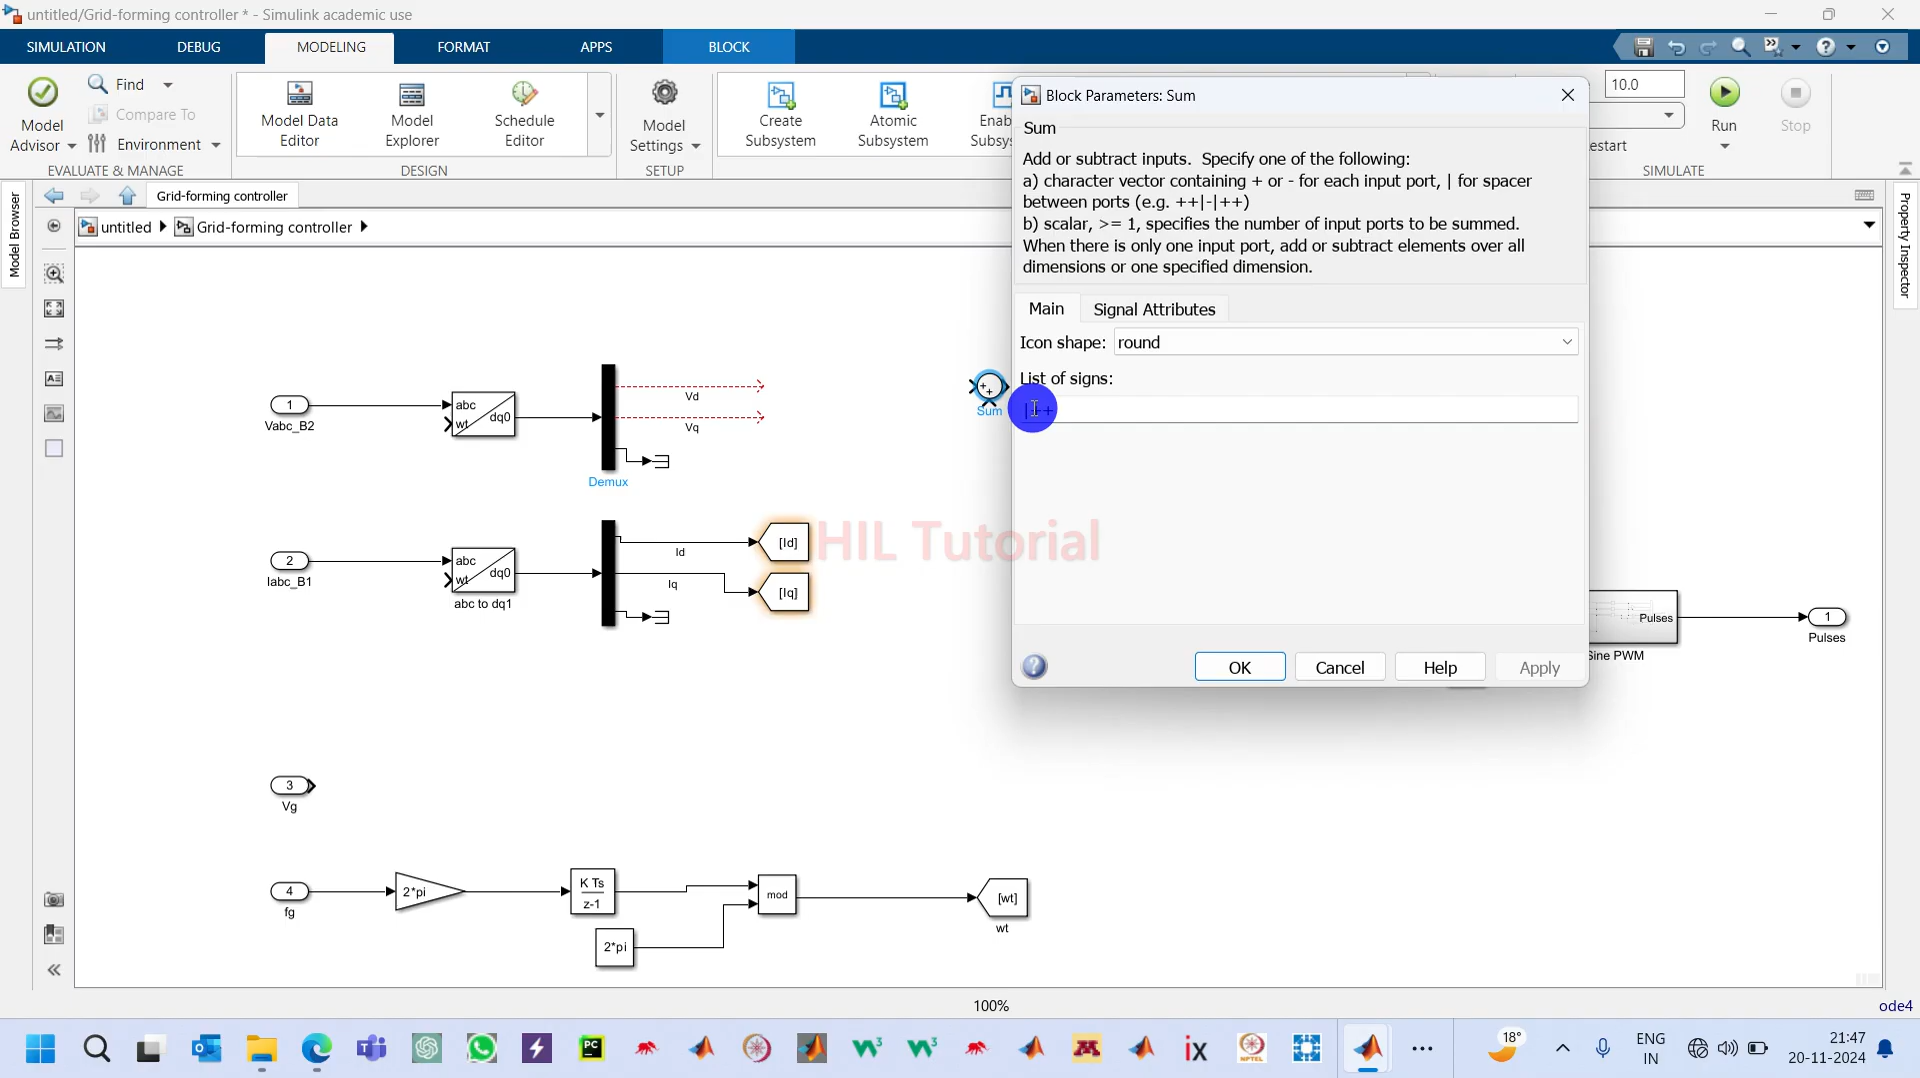 untitled/Grid-forming controller * - Simulink academic use
SIMULATION DEBUG MODELING FORMAT APPS BLOCK
Model Advisor
Find
Compare To
Environment
EVALUATE & MANAGE
Model Data Editor
Model Explorer
Schedule Editor
DESIGN
Model Settings
SETUP
Create Subsystem
Atomic Subsystem
10.0
Run
Stop
SIMULATE
Model Browser
Grid-forming controller
untitled Grid-forming controller
Property Inspector
Block Parameters: Sum
Sum
Add or subtract inputs. Specify one of the following:
a) character vector containing + or - for each input port, | for spacer
between ports (e.g. ++|-|++)
b) scalar, >= 1, specifies the number of input ports to be summed.
When there is only one input port, add or subtract elements over all
dimensions or one specified dimension.
Main Signal Attributes
Icon shape: round
List of signs:
|++
OK Cancel Help Apply
1
Vabc_B2
abc
wt
dq0
Vd
Vq
Demux
Sum
2
Iabc_B1
abc
wt
dq0
abc to dq1
Id
Iq
[Id]
[Iq]
HIL Tutorial
Pulses
Sine PWM
1
Pulses
3
Vg
4
fg
2*pi
K Ts
z-1
mod
2*pi
[wt]
wt
100%
ode4
18°
ENG
IN
21:47
20-11-2024